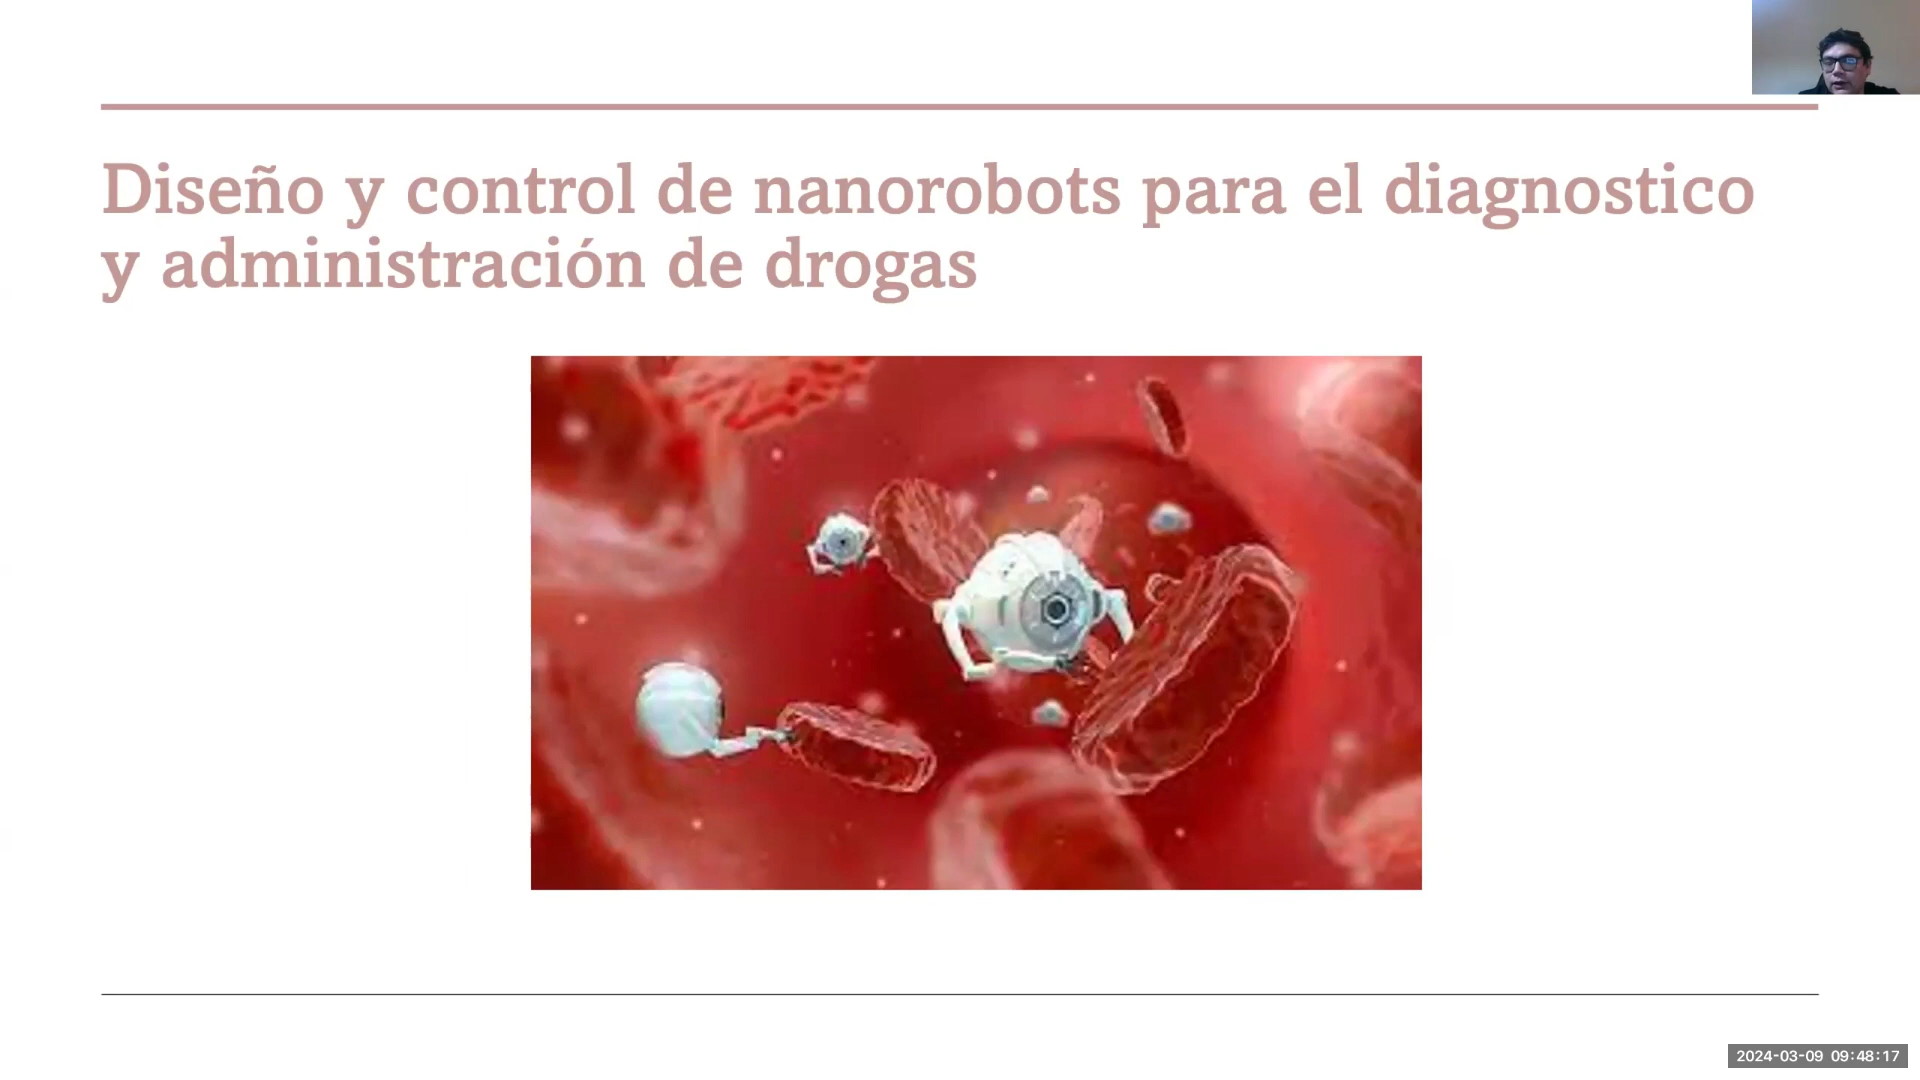 Diseño y control de nanorobots para el diagnostico
y administración de drogas
2024-03-09 09:48:17